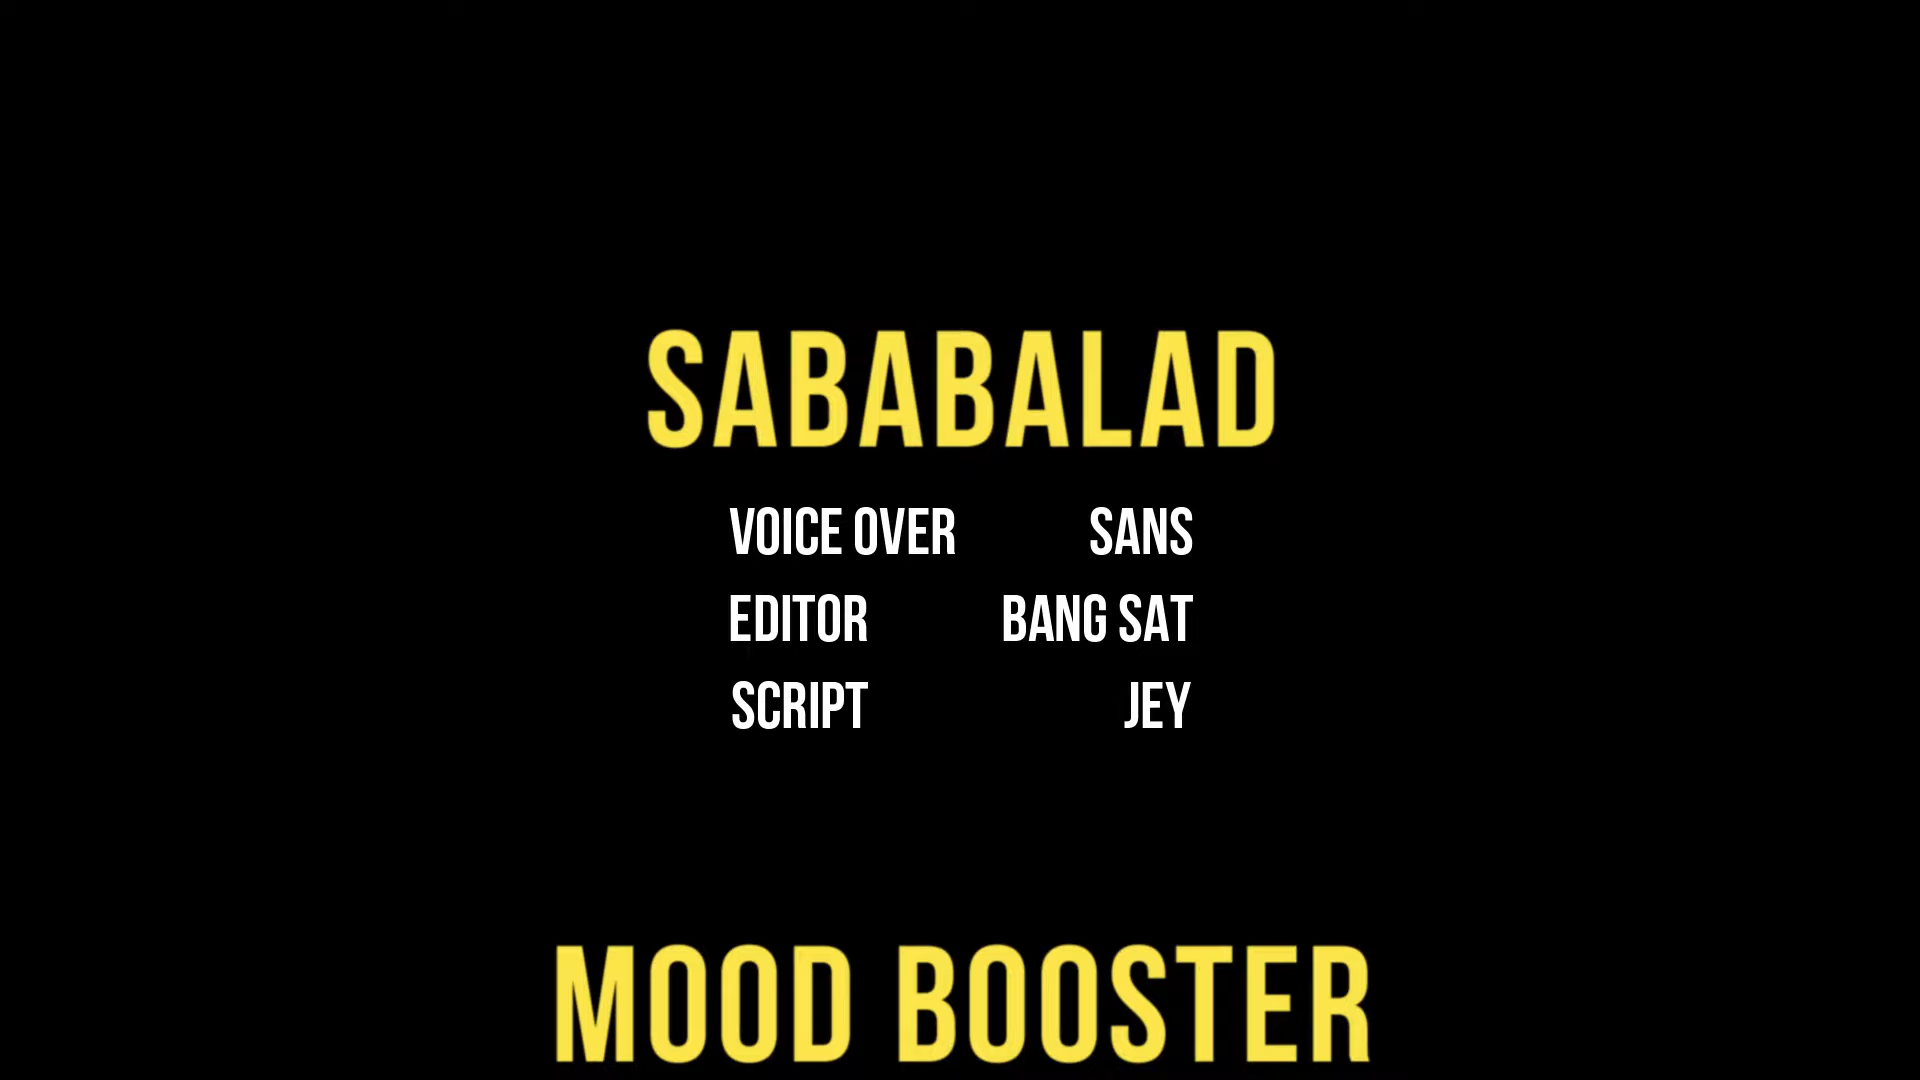 SABABALAD
VOICE OVER SANS
EDITOR BANG SAT
SCRIPT JEY
MOOD BOOSTER